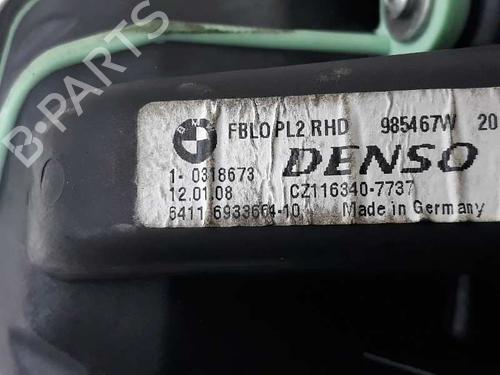 BMW FBLO PL2 RHD 985467W 20
DENSO
1- 0318673
12.01.08 CZ116340-7737
6411 6933664-10 Made in Germany
B-PARTS